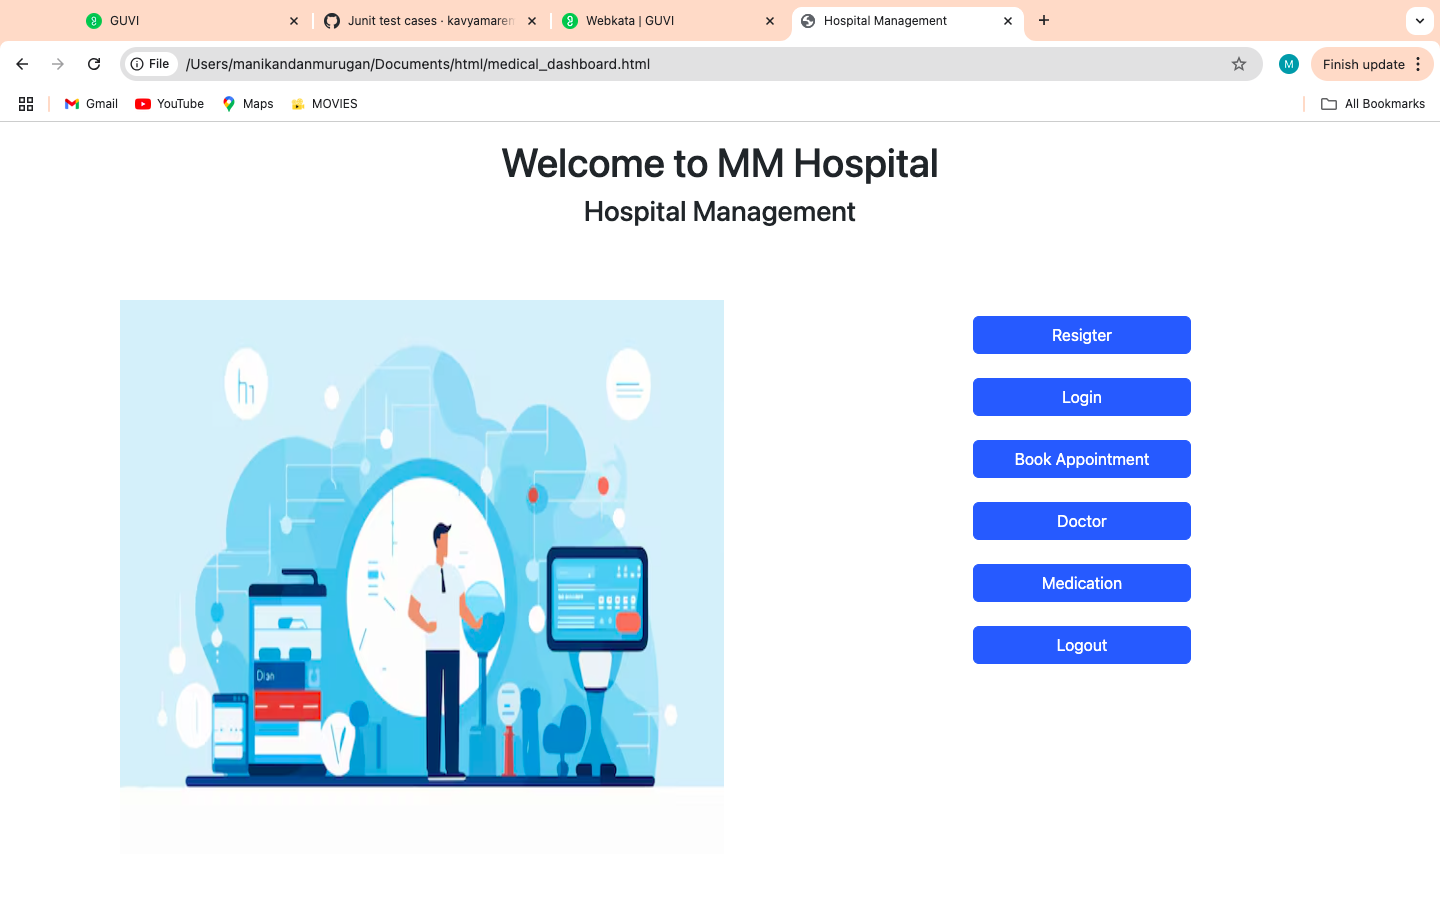 GUVI
Junit test cases · kavyamaren
Webkata | GUVI
Hospital Management
File
/Users/manikandanmurugan/Documents/html/medical_dashboard.html
M
Finish update
Gmail
YouTube
Maps
MOVIES
All Bookmarks
Welcome to MM Hospital
Hospital Management
Resigter
Login
Book Appointment
Doctor
Medication
Logout